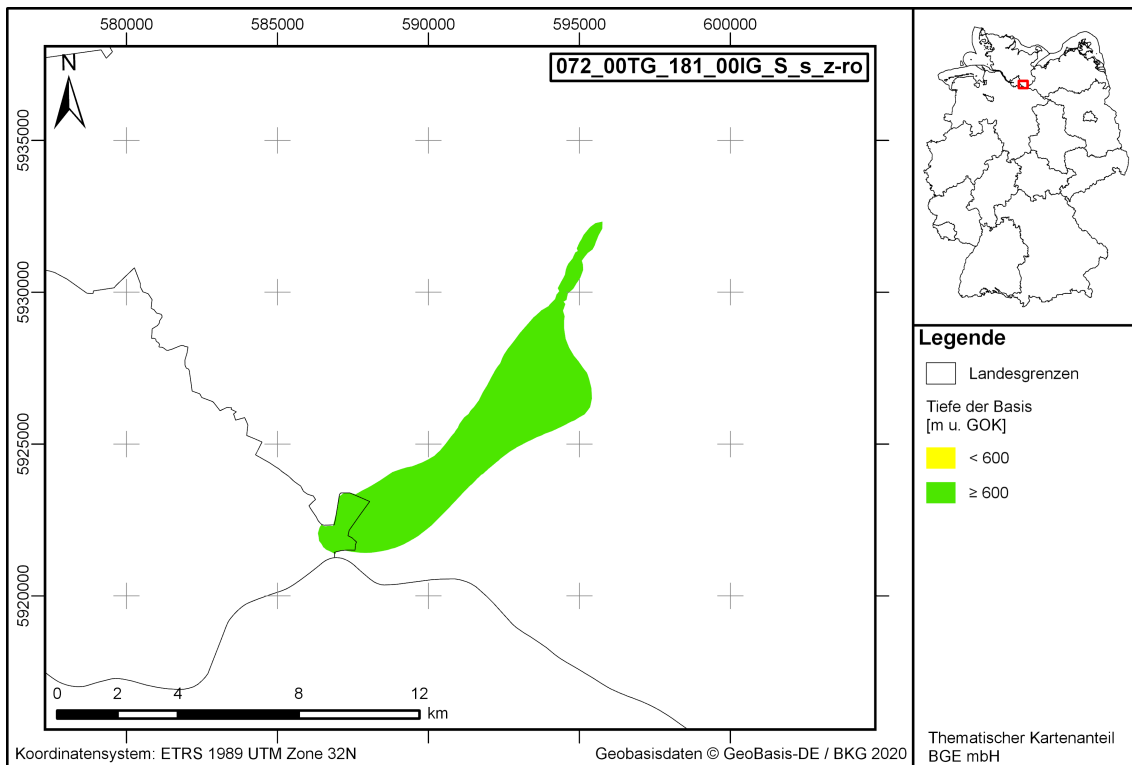 580000 585000 590000 595000 600000
072_00TG_181_00IG_S_s_z-ro
N
5935000
5930000
5925000
5920000
0 2 4 8 12
km
Koordinatensystem: ETRS 1989 UTM Zone 32N
Geobasisdaten © GeoBasis-DE / BKG 2020
Legende
Landesgrenzen
Tiefe der Basis
[m u. GOK]
< 600
≥ 600
Thematischer Kartenanteil
BGE mbH